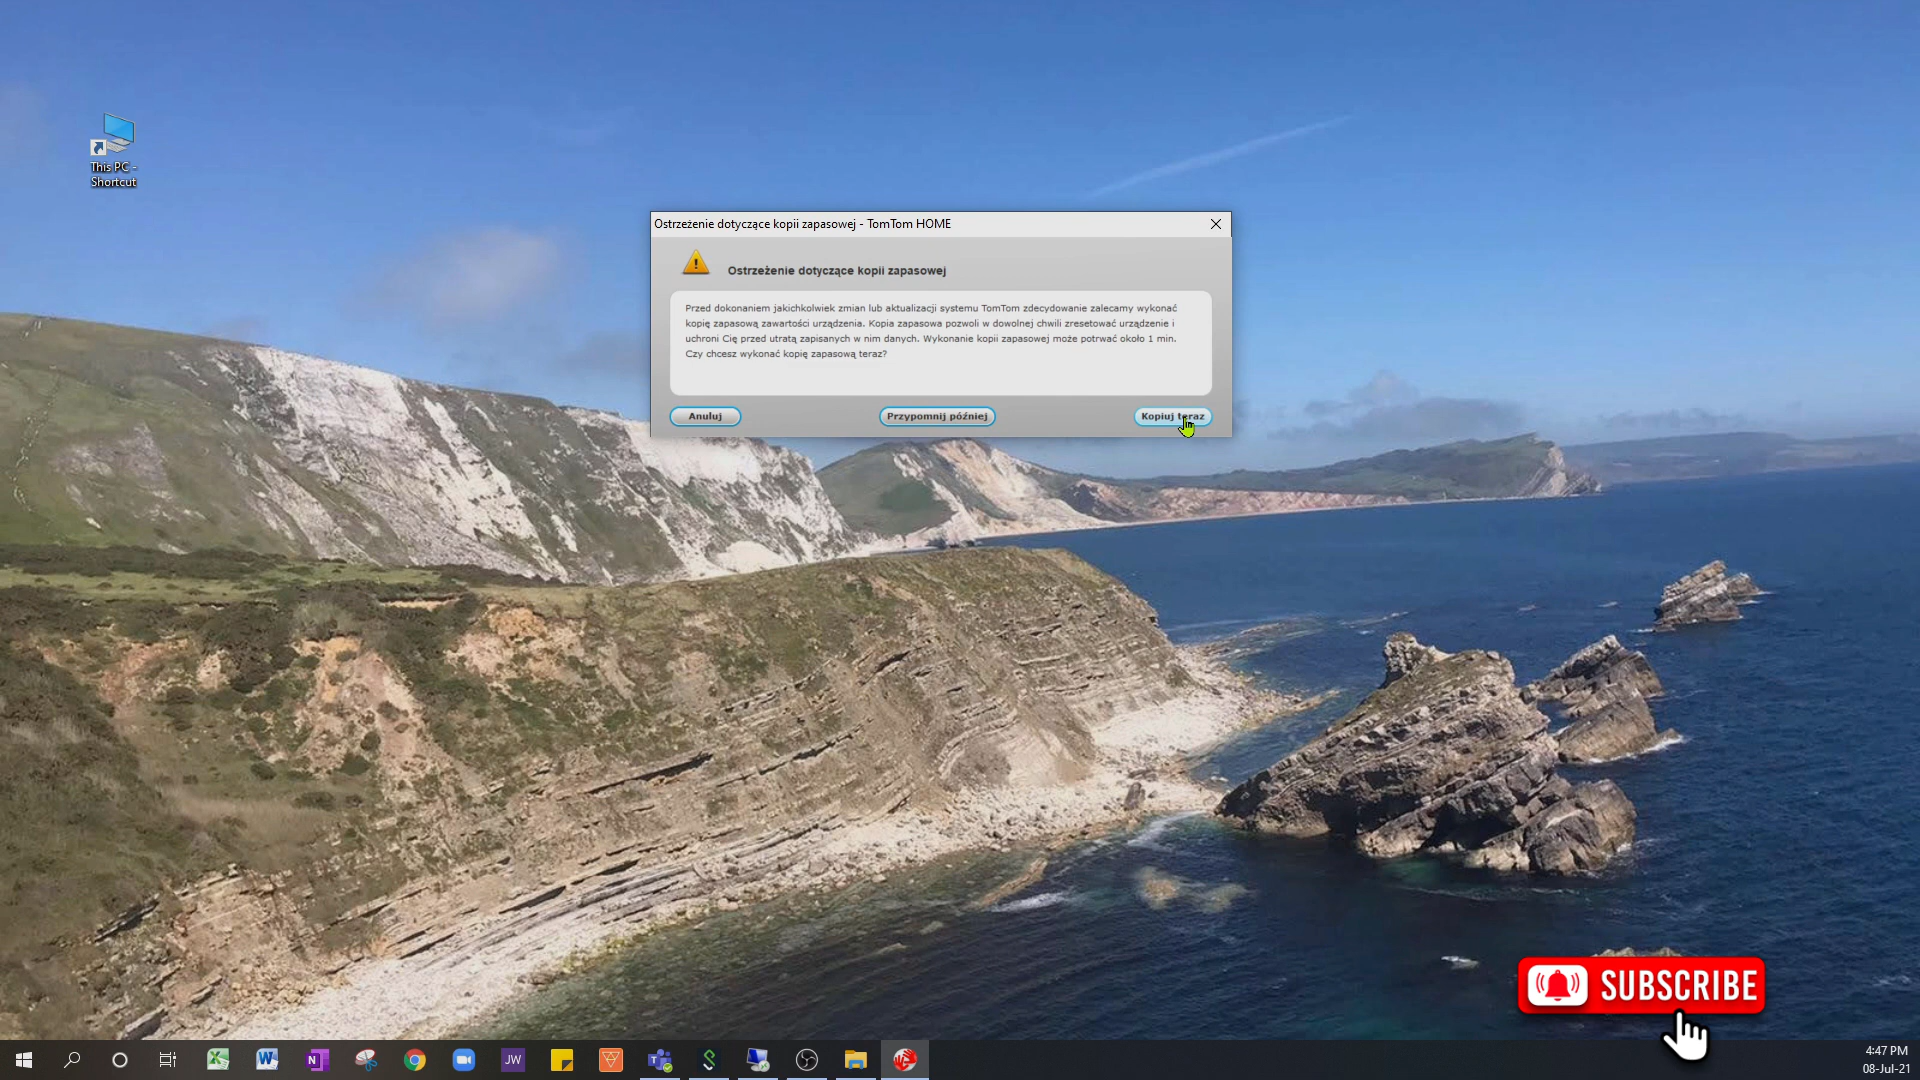 This PC -
Shortcut
Ostrzeżenie dotyczące kopii zapasowej - TomTom HOME
Ostrzeżenie dotyczące kopii zapasowej
Przed dokonaniem jakichkolwiek zmian lub aktualizacji systemu TomTom zdecydowanie zalecamy wykonać
kopię zapasową zawartości urządzenia. Kopia zapasowa pozwoli w dowolnej chwili zresetować urządzenie i
uchroni Cię przed utratą zapisanych w nim danych. Wykonanie kopii zapasowej może potrwać około 1 min.
Czy chcesz wykonać kopię zapasową teraz?
Anuluj
Przypomnij później
Kopiuj teraz
SUBSCRIBE
JW
4:47 PM
08-Jul-21